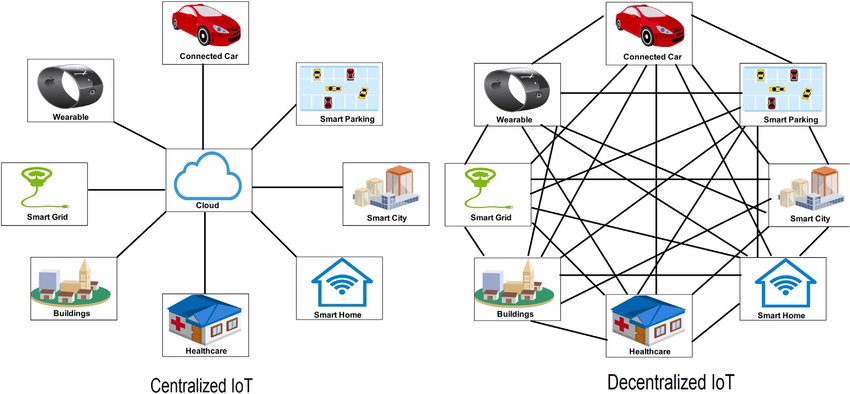 Connected Car
Wearable
Smart Parking
Cloud
Smart Grid
Smart City
Buildings
Smart Home
Healthcare
Centralized IoT
Connected Car
Wearable
Smart Parking
Smart Grid
Smart City
Buildings
Smart Home
Healthcare
Decentralized IoT